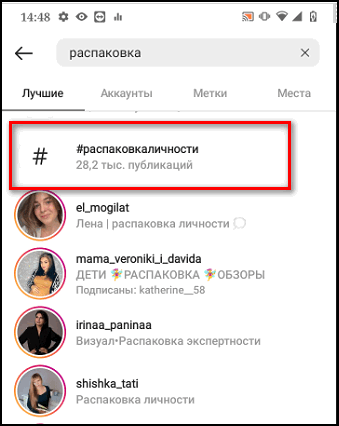 14:48
распаковка
Лучшие Аккаунты Метки Места
# #распаковкаличности
28,2 тыс. публикаций
el_mogilat
Лена | распаковка личности 💭
mama_veroniki_i_davida
ДЕТИ 🧚РАСПАКОВКА 🧚ОБЗОРЫ
Подписаны: katherine__58
irinaa_paninaa
Визуал•Распаковка экспертности
shishka_tati
Распаковка личности